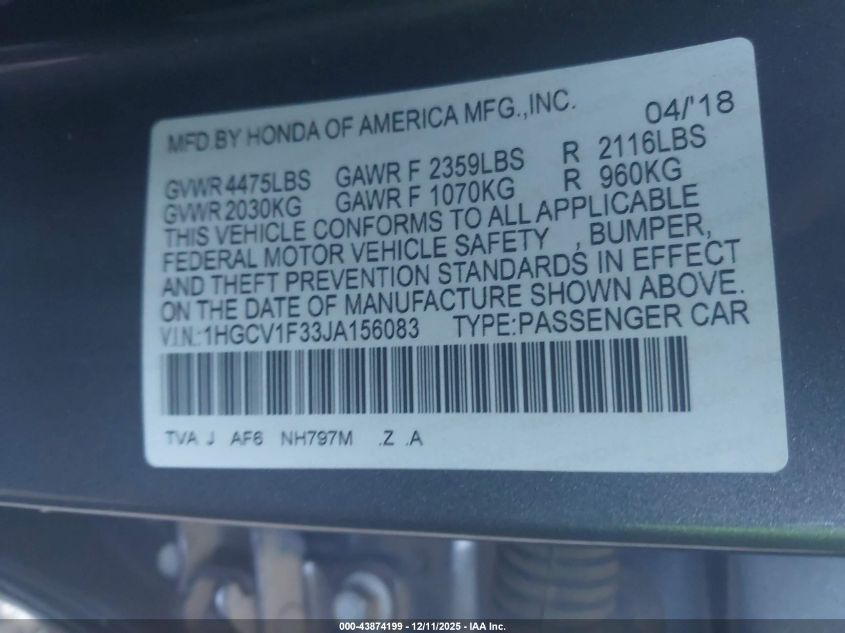 MFD.BY HONDA OF AMERICA MFG.,INC. 04/'18
GVWR 4475LBS GAWR F 2359LBS R 2116LBS
GVWR 2030KG GAWR F 1070KG R 960KG
THIS VEHICLE CONFORMS TO ALL APPLICABLE
FEDERAL MOTOR VEHICLE SAFETY , BUMPER,
AND THEFT PREVENTION STANDARDS IN EFFECT
ON THE DATE OF MANUFACTURE SHOWN ABOVE.
V.I.N.:1HGCV1F33JA156083 TYPE:PASSENGER CAR
TVA J AF6 NH797M .Z .A
000-43874199 - 12/11/2025 - IAA Inc.